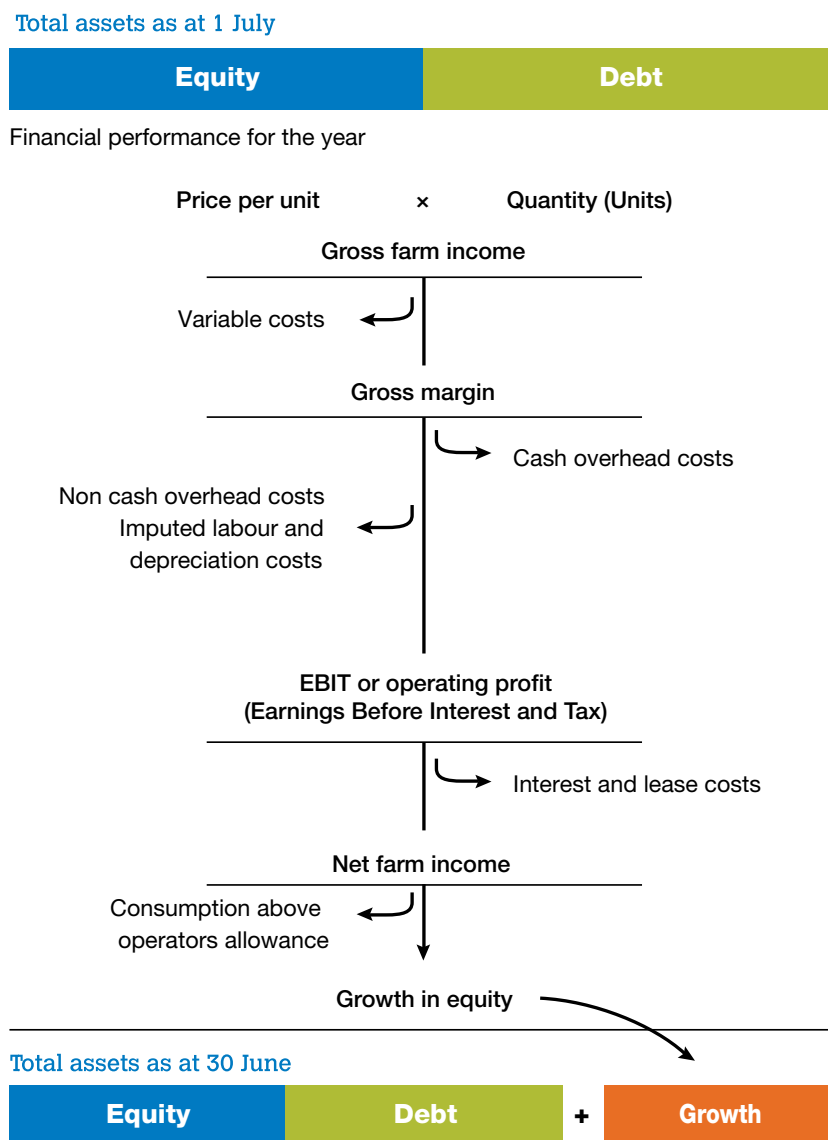 Total assets as at 1 July
Equity
Debt
Financial performance for the year
Price per unit × Quantity (Units)
Gross farm income
Variable costs
Gross margin
Cash overhead costs
Non cash overhead costs
Imputed labour and
depreciation costs
EBIT or operating profit
(Earnings Before Interest and Tax)
Interest and lease costs
Net farm income
Consumption above
operators allowance
Growth in equity
Total assets as at 30 June
Equity
Debt
+
Growth